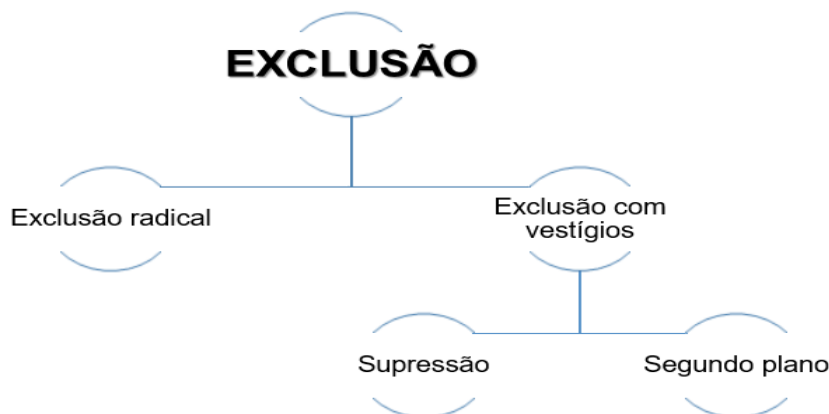 EXCLUSÃO
Exclusão radical
Exclusão com
vestígios
Supressão
Segundo plano